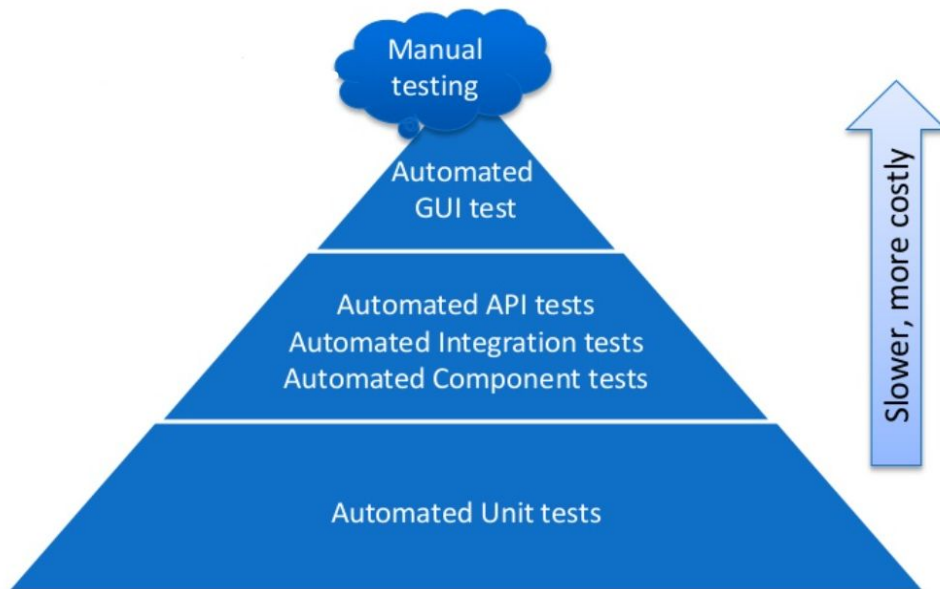 Manual
testing
Automated
GUI test
Automated API tests
Automated Integration tests
Automated Component tests
Automated Unit tests
Slower, more costly